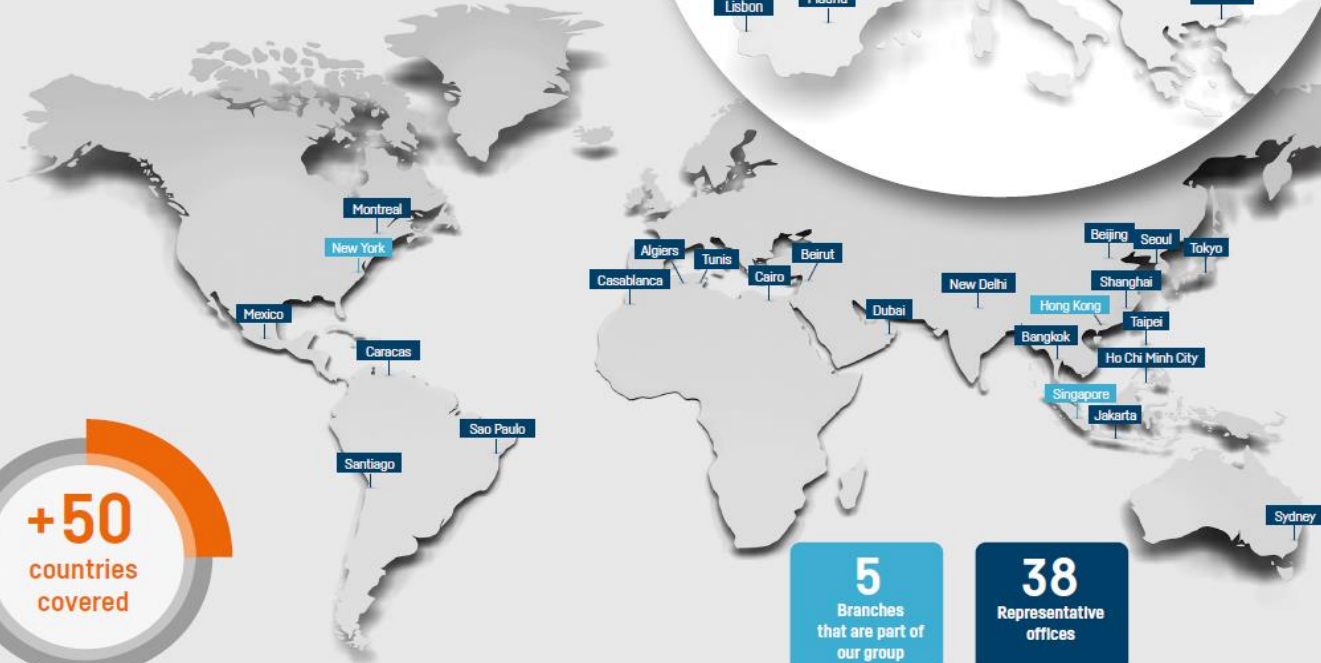 Lisbon
Madrid
Montreal
New York
Mexico
Caracas
Sao Paulo
Santiago
Algiers
Tunis
Casablanca
Cairo
Beirut
Dubai
New Delhi
Beijing
Seoul
Tokyo
Shanghai
Hong Kong
Taipei
Bangkok
Ho Chi Minh City
Singapore
Jakarta
Sydney
+50
countries
covered
5
Branches
that are part of
our group
38
Representative
offices